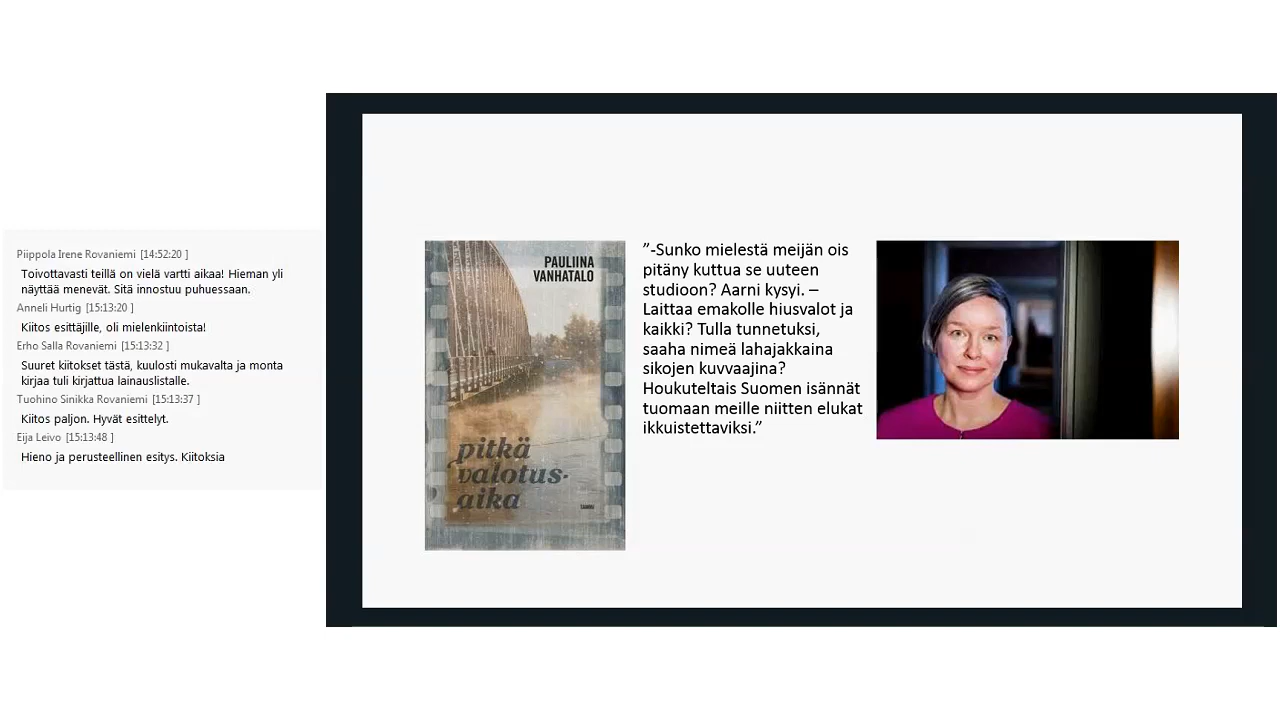 Piippola Irene Rovaniemi [14:52:20 ]
Toivottavasti teillä on vielä vartti aikaa! Hieman yli
näyttää menevät. Sitä innostuu puhuessaan.
Anneli Hurtig [15:13:20 ]
Kiitos esittäjille, oli mielenkiintoista!
Erho Salla Rovaniemi [15:13:32 ]
Suuret kiitokset tästä, kuulosti mukavalta ja monta
kirjaa tuli kirjattua lainauslistalle.
Tuohino Sinikka Rovaniemi [15:13:37 ]
Kiitos paljon. Hyvät esittelyt.
Eija Leivo [15:13:48 ]
Hieno ja perusteellinen esitys. Kiitoksia
PAULIINA
VANHATALO
pitkä
valotus-
aika
”-Sunko mielestä meijän ois
pitäny kuttua se uuteen
studioon? Aarni kysyi. –
Laittaa emakolle hiusvalot ja
kaikki? Tulla tunnetuksi,
saaha nimeä lahajakkaina
sikojen kuvvaajina?
Houkuteltais Suomen isännät
tuomaan meille niitten elukat
ikkuistettaviksi.”